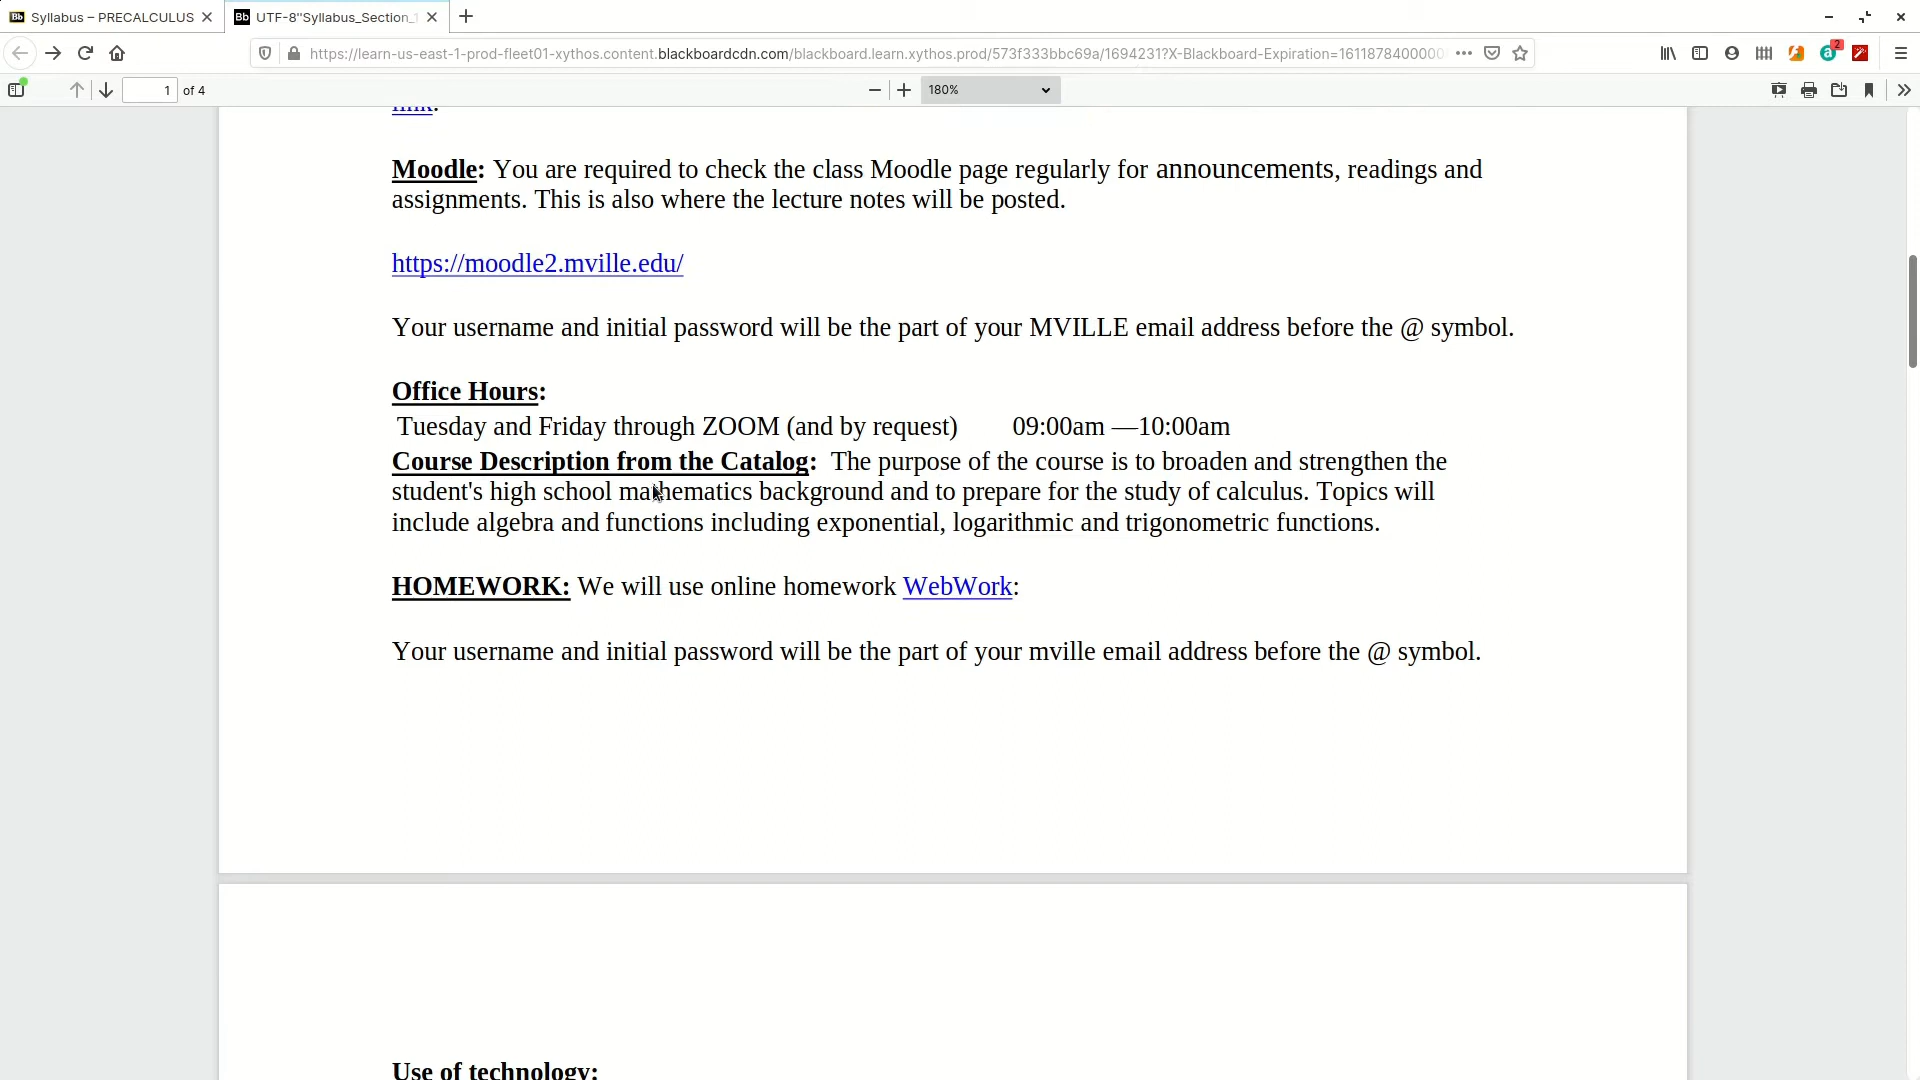 Syllabus – PRECALCULUS
UTF-8''Syllabus_Section_
https://learn-us-east-1-prod-fleet01-xythos.content.blackboardcdn.com/blackboard.learn.xythos.prod/573f333bbc69a/1694231?X-Blackboard-Expiration=1611878400000
2
1 of 4
180%
link.
Moodle: You are required to check the class Moodle page regularly for announcements, readings and
assignments. This is also where the lecture notes will be posted.
https://moodle2.mville.edu/
Your username and initial password will be the part of your MVILLE email address before the @ symbol.
Office Hours:
Tuesday and Friday through ZOOM (and by request) 09:00am —10:00am
Course Description from the Catalog: The purpose of the course is to broaden and strengthen the
student's high school mathematics background and to prepare for the study of calculus. Topics will
include algebra and functions including exponential, logarithmic and trigonometric functions.
HOMEWORK: We will use online homework WebWork:
Your username and initial password will be the part of your mville email address before the @ symbol.
Use of technology: